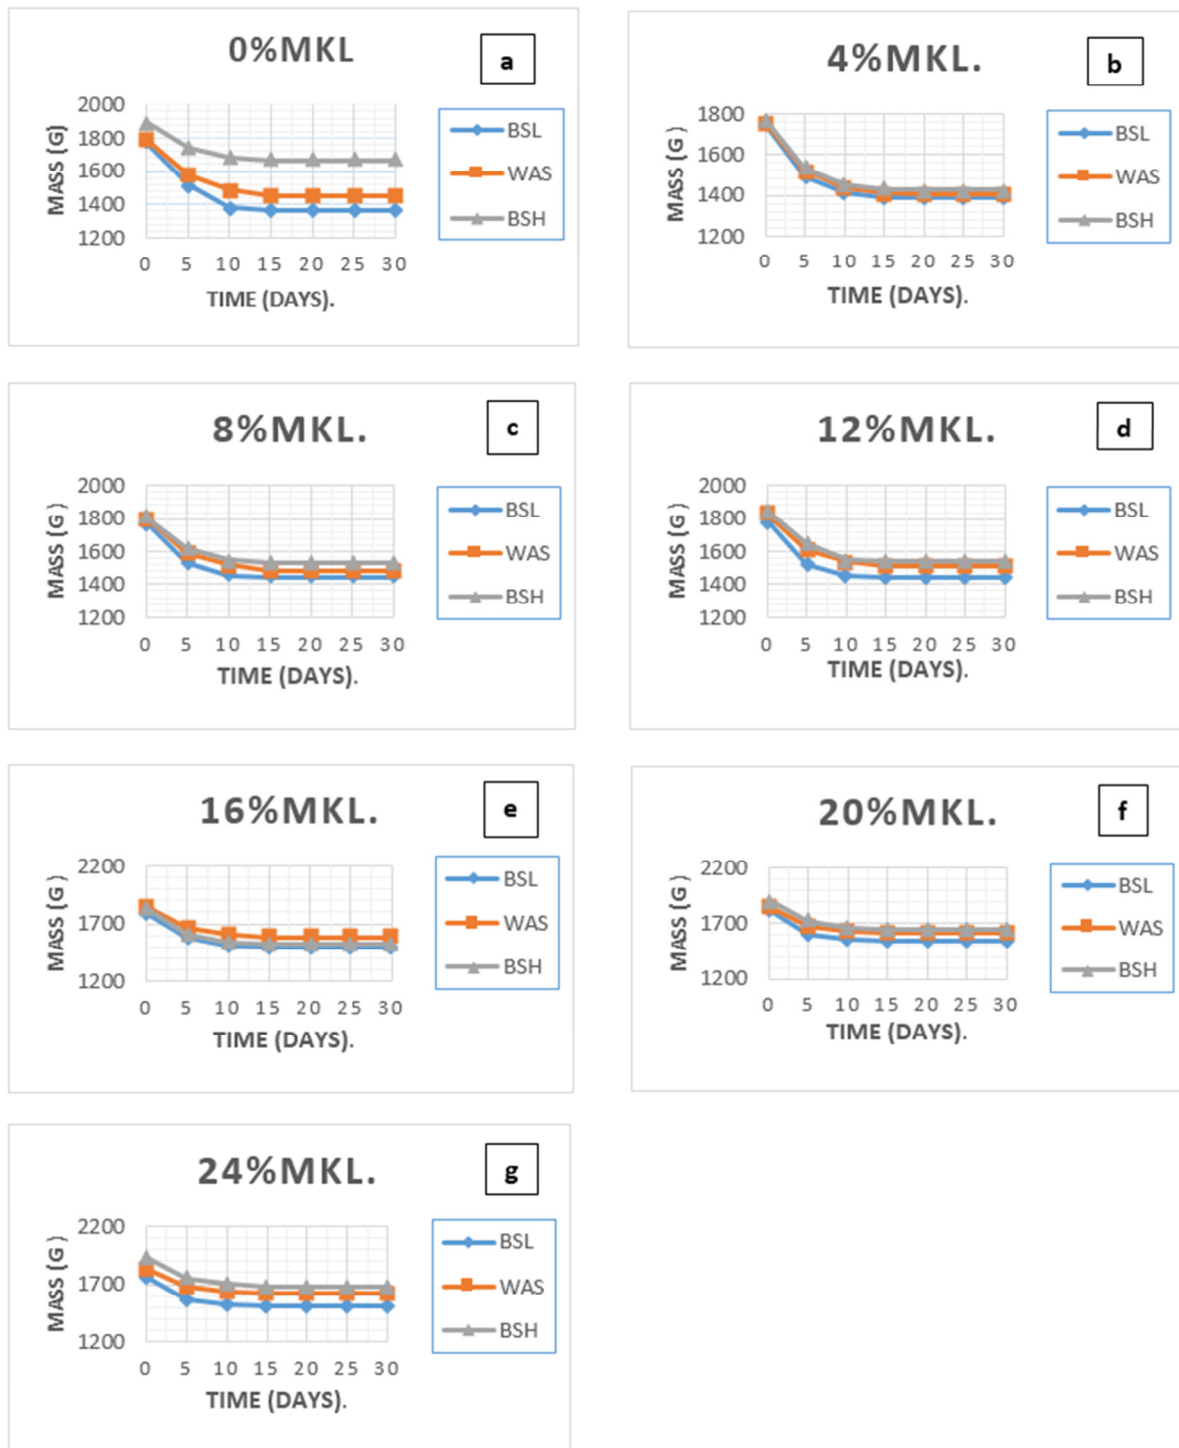 0%MKL
a
MASS (G)
2000
1800
1600
1400
1200
0 5 10 15 20 25 30
TIME (DAYS).
BSL
WAS
BSH
4%MKL.
b
MASS (G )
1800
1600
1400
1200
0 5 10 15 20 25 30
TIME (DAYS).
BSL
WAS
BSH
8%MKL.
c
MASS (G )
2000
1800
1600
1400
1200
0 5 10 15 20 25 30
TIME (DAYS).
BSL
WAS
BSH
12%MKL.
d
MASS (G )
2000
1800
1600
1400
1200
0 5 10 15 20 25 30
TIME (DAYS).
BSL
WAS
BSH
16%MKL.
e
MASS (G )
2200
1700
1200
0 5 10 15 20 25 30
TIME (DAYS).
BSL
WAS
BSH
20%MKL.
f
MASS (G )
2200
1700
1200
0 5 10 15 20 25 30
TIME (DAYS).
BSL
WAS
BSH
24%MKL.
g
MASS (G )
2200
1700
1200
0 5 10 15 20 25 30
TIME (DAYS).
BSL
WAS
BSH